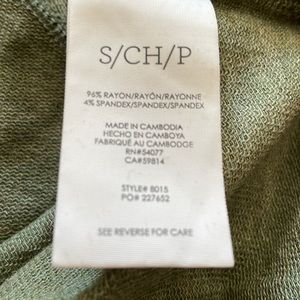 S/CH/P
96% RAYON/RAYÓN/RAYONNE
4% SPANDEX/SPANDEX/SPANDEX
MADE IN CAMBODIA
HECHO EN CAMBOYA
FABRIQUÉ AU CAMBODGE
RN#54077
CA#59814
STYLE# 8015
PO# 227652
SEE REVERSE FOR CARE